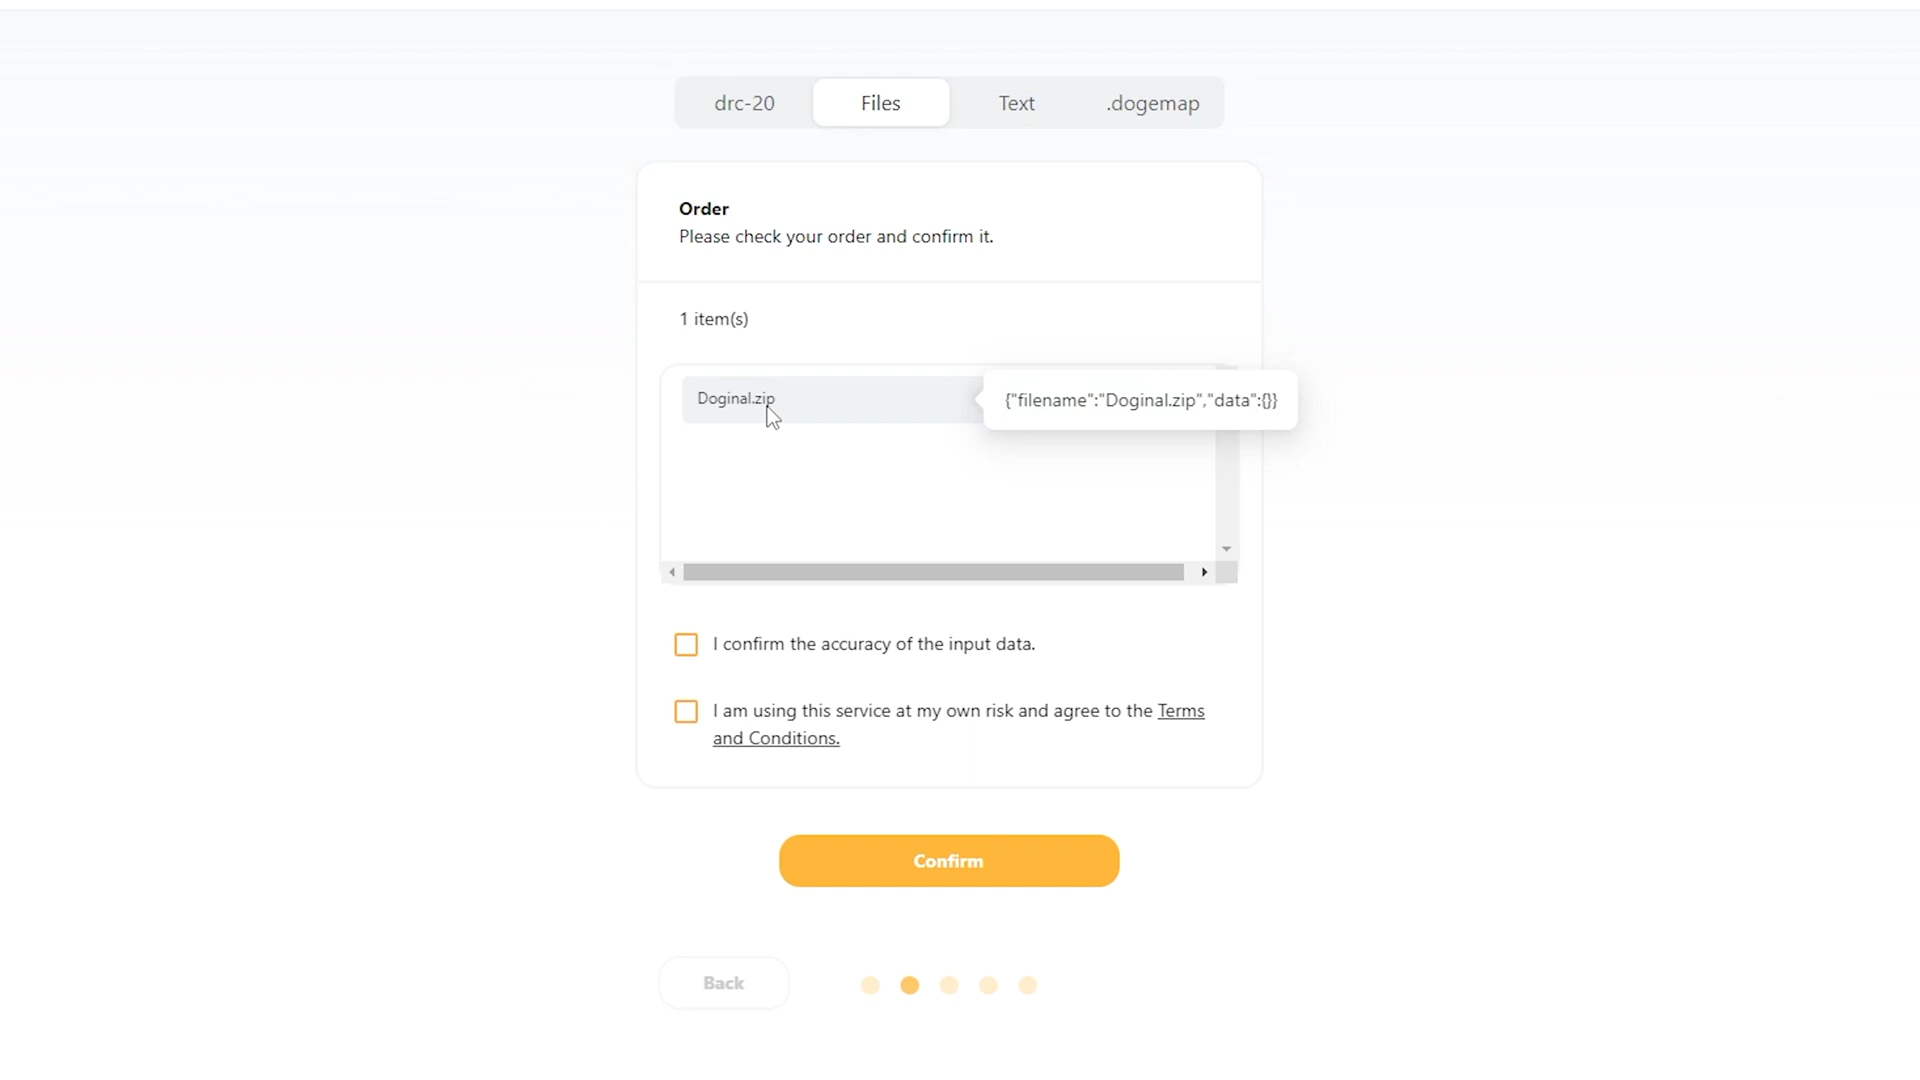 drc-20 Files Text .dogemap
Order
Please check your order and confirm it.
1 item(s)
Doginal.zip
{"filename":"Doginal.zip","data":{}}
I confirm the accuracy of the input data.
I am using this service at my own risk and agree to the Terms
and Conditions.
Confirm
Back